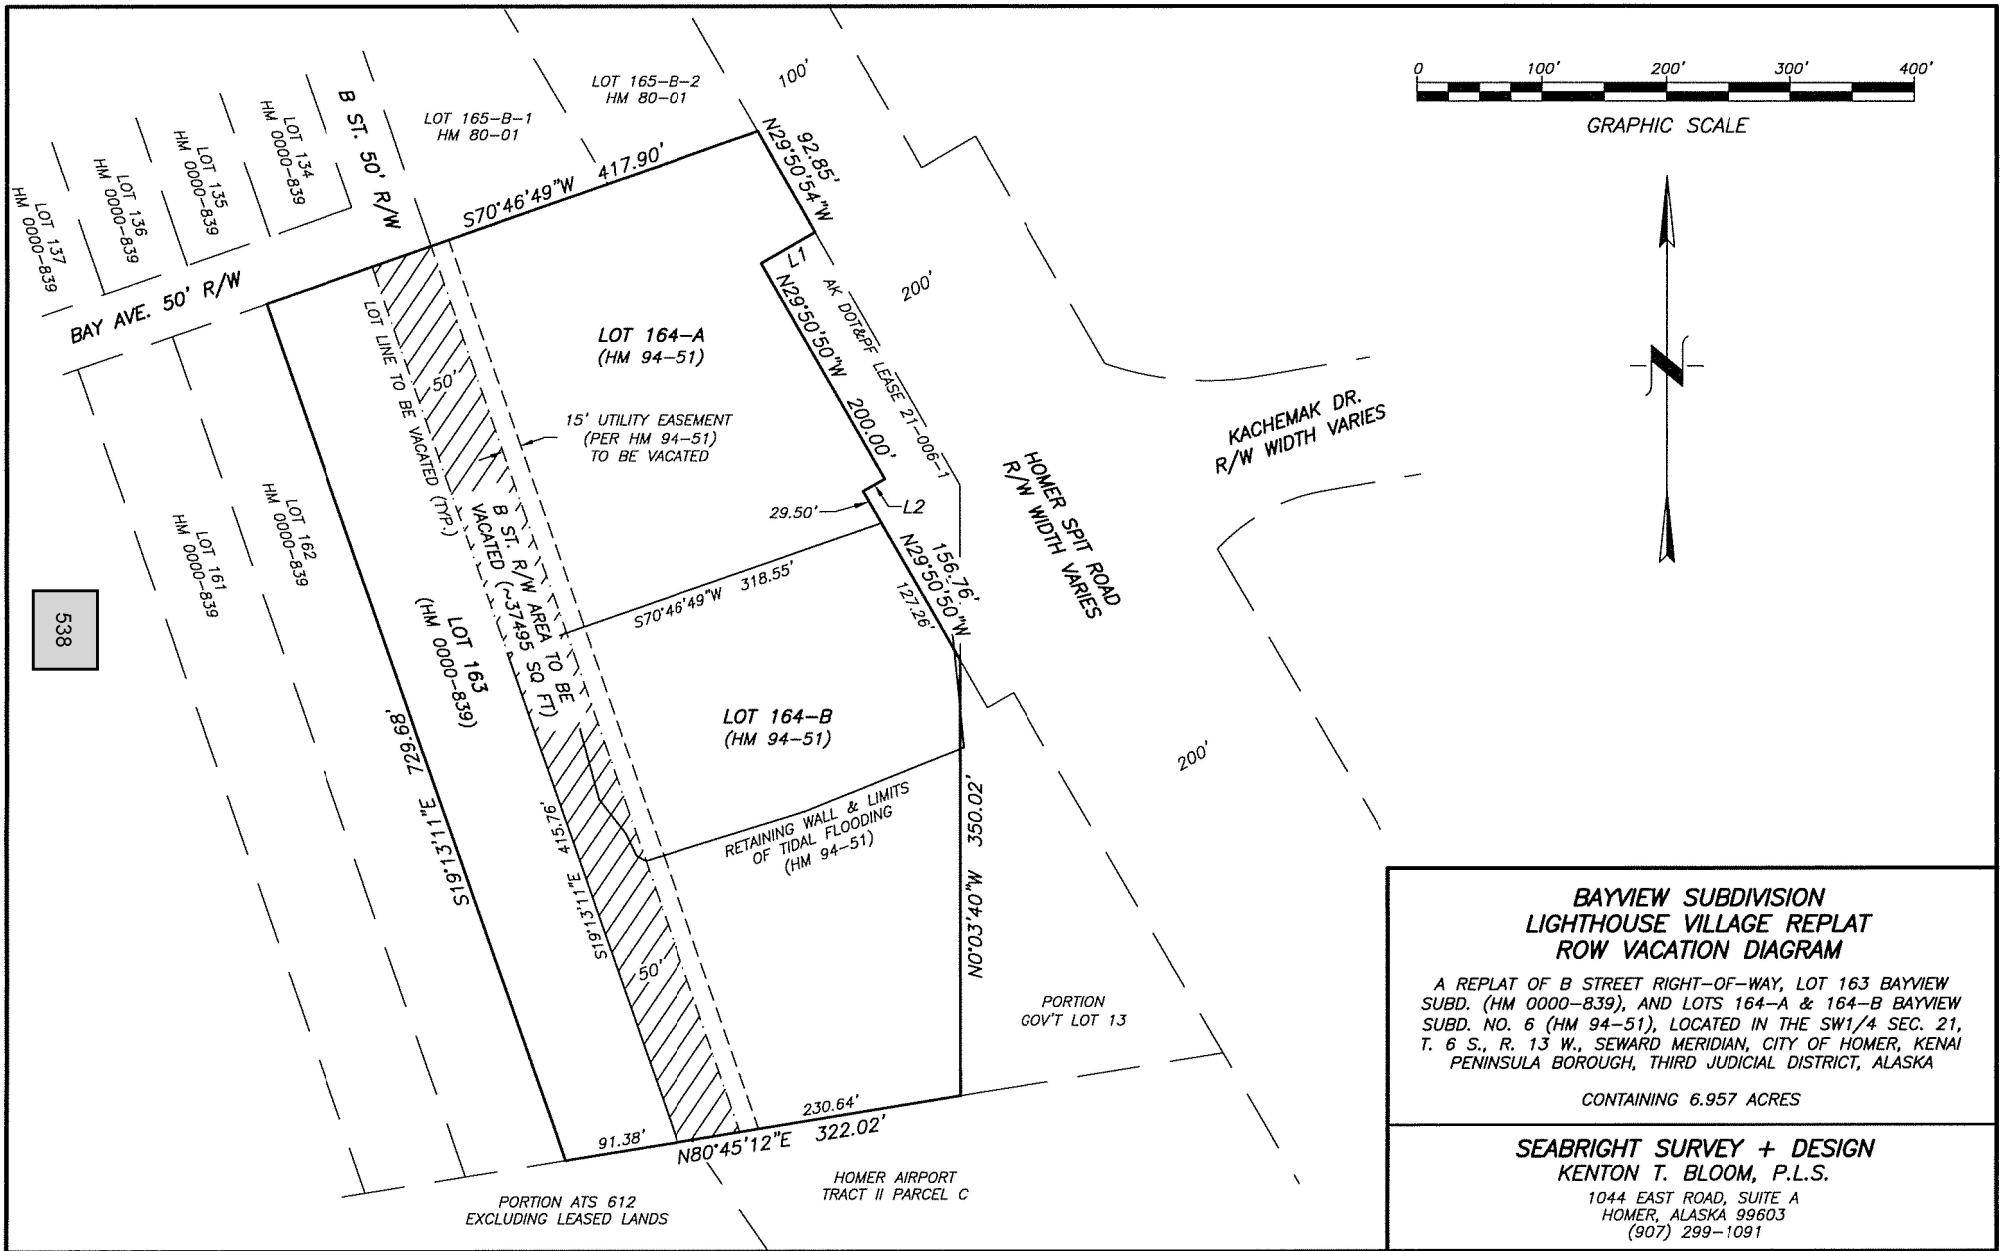 0 100' 200' 300' 400'
GRAPHIC SCALE
LOT 165-B-2
HM 80-01
100'
LOT 165-B-1
HM 80-01
B ST. 50' R/W
LOT 134
HM 0000-839
LOT 135
HM 0000-839
LOT 136
HM 0000-839
LOT 137
HM 0000-839
BAY AVE. 50' R/W
S70°46'49"W 417.90'
92.85'
N29°50'54"W
L1
200'
AK DOT&PF LEASE 21-006-1
N29°50'50"W 200.00'
LOT 164-A
(HM 94-51)
50'
LOT LINE TO BE VACATED (TYP.)
15' UTILITY EASEMENT
(PER HM 94-51)
TO BE VACATED
KACHEMAK DR.
R/W WIDTH VARIES
HOMER SPIT ROAD
R/W WIDTH VARIES
L2
29.50'
156.76'
N29°50'50"W
127.26'
S70°46'49"W 318.55'
B ST. R/W AREA TO BE
VACATED (~37495 SQ FT)
LOT 162
HM 0000-839
LOT 161
HM 0000-839
538
LOT 163
(HM 0000-839)
S19°13'11"E 729.68'
LOT 164-B
(HM 94-51)
200'
RETAINING WALL & LIMITS
OF TIDAL FLOODING
(HM 94-51)
N0°03'40"W 350.02'
S19°13'11"E 415.76'
50'
PORTION
GOV'T LOT 13
230.64'
91.38'
N80°45'12"E 322.02'
HOMER AIRPORT
TRACT II PARCEL C
PORTION ATS 612
EXCLUDING LEASED LANDS
N
BAYVIEW SUBDIVISION
LIGHTHOUSE VILLAGE REPLAT
ROW VACATION DIAGRAM
A REPLAT OF B STREET RIGHT-OF-WAY, LOT 163 BAYVIEW
SUBD. (HM 0000-839), AND LOTS 164-A & 164-B BAYVIEW
SUBD. NO. 6 (HM 94-51), LOCATED IN THE SW1/4 SEC. 21,
T. 6 S., R. 13 W., SEWARD MERIDIAN, CITY OF HOMER, KENAI
PENINSULA BOROUGH, THIRD JUDICIAL DISTRICT, ALASKA
CONTAINING 6.957 ACRES
SEABRIGHT SURVEY + DESIGN
KENTON T. BLOOM, P.L.S.
1044 EAST ROAD, SUITE A
HOMER, ALASKA 99603
(907) 299-1091